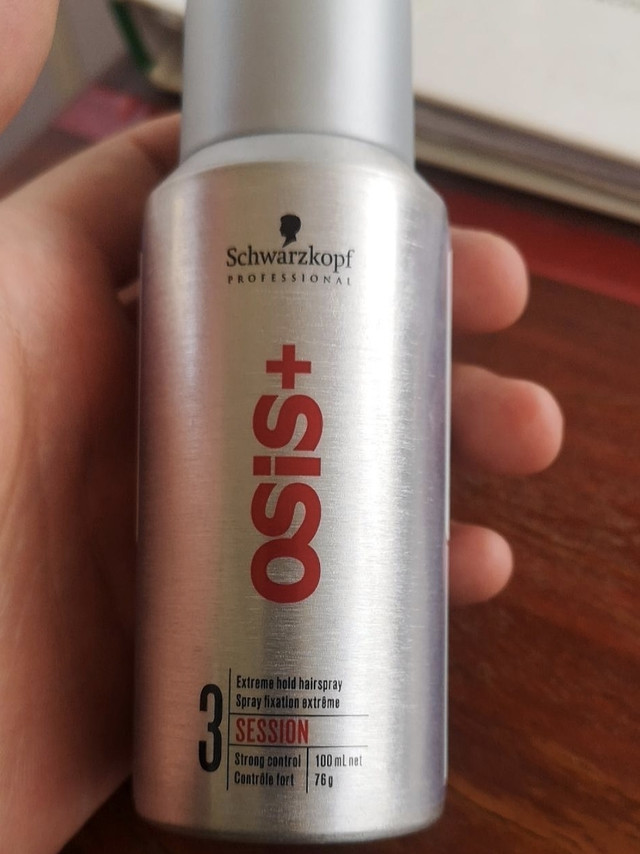 Schwarzkopf
PROFESSIONAL
OSiS+
3
Extreme hold hairspray
Spray fixation extrême
SESSION
Strong control
Contrôle fort
100 mL net
76 g